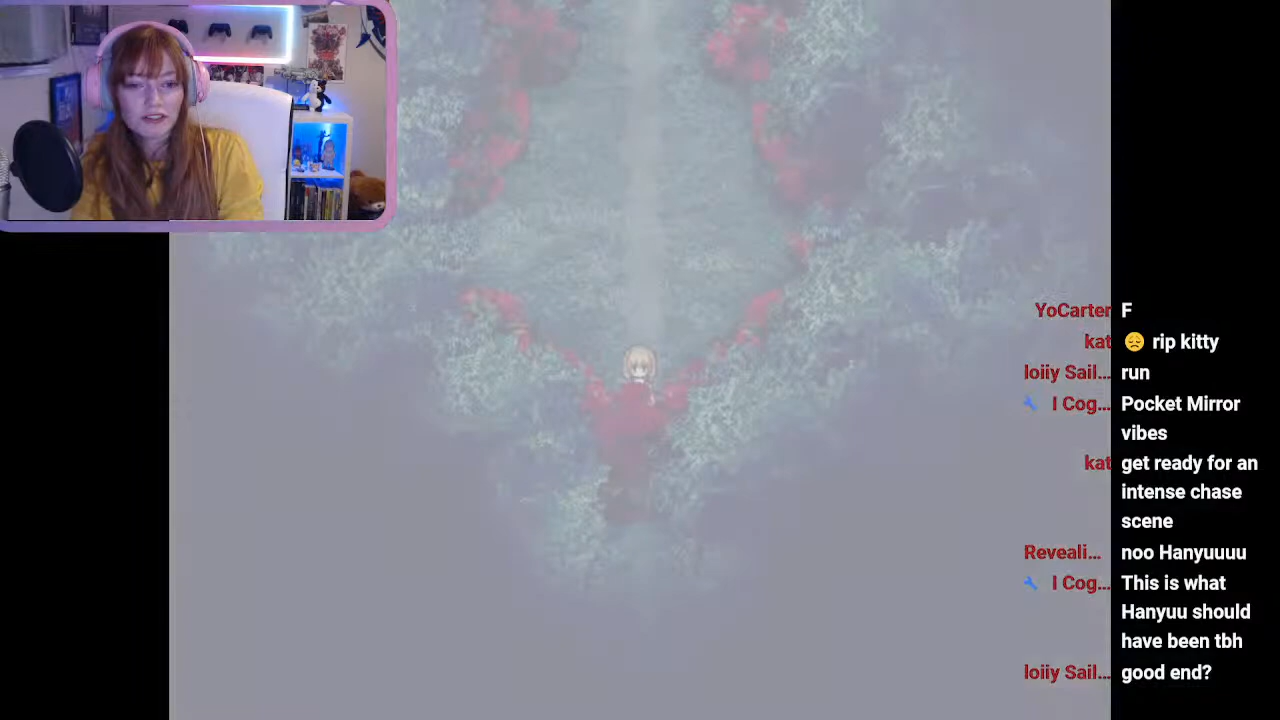 YoCarter F
kat 😔 rip kitty
loiiy Sail... run
I Cog... Pocket Mirror
vibes
kat get ready for an
intense chase
scene
Reveali... noo Hanyuuuu
I Cog... This is what
Hanyuu should
have been tbh
loiiy Sail... good end?